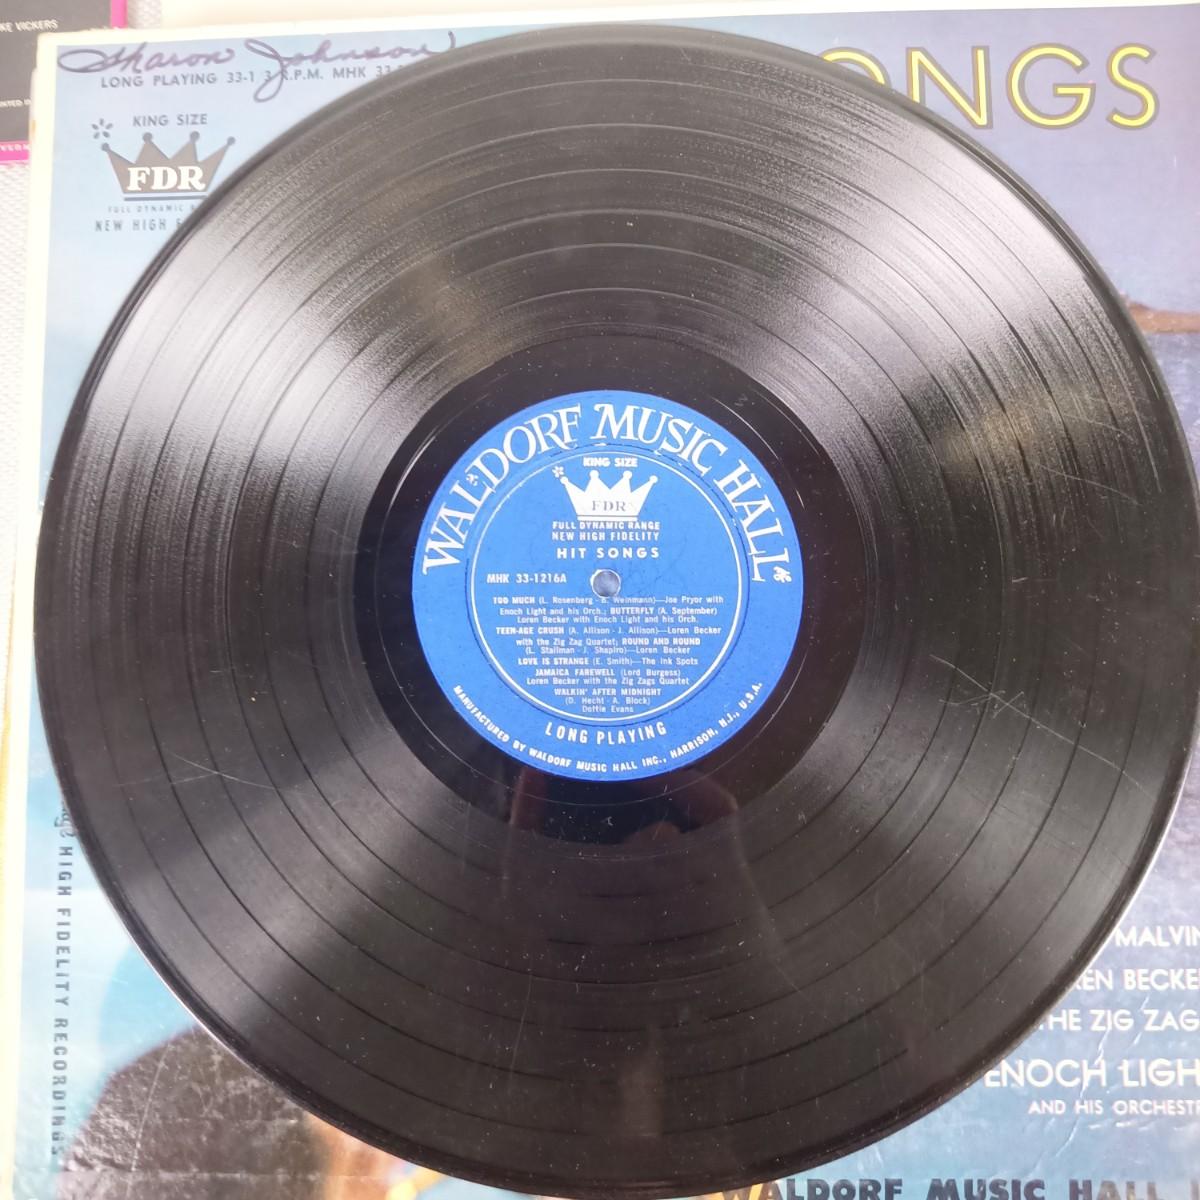 KE VICKERS
Sharon Johnson
LONG PLAYING 33-1 3 R.P.M. MHK 33
KING SIZE
FDR
FULL DYNAMIC
NEW HIGH
ONGS
WALDORF MUSIC HALL
KING SIZE
FDR
FULL DYNAMIC RANGE
NEW HIGH FIDELITY
HIT SONGS
MHK 33-1216A
TOO MUCH (L. Rosenberg - B. Weinmann)—Joe Pryor with
Enoch Light and his Orch.; BUTTERFLY (A. September)
Loren Becker with Enoch Light and his Orch.
TEEN-AGE CRUSH (A. Allison - J. Allison)—Loren Becker
with the Zig Zag Quartet; ROUND AND ROUND
(L. Stallman - J. Shapiro)—Loren Becker
LOVE IS STRANGE (E. Smith)—The Ink Spots
JAMAICA FAREWELL (Lord Burgess)
Loren Becker with the Zig Zags Quartet
WALKIN' AFTER MIDNIGHT
(D. Hecht - A. Block)
Dottie Evans
LONG PLAYING
MANUFACTURED BY WALDORF MUSIC HALL INC., HARRISON, N.J., U.S.A.
HIGH FIDELITY RECORDINGS
MALVIN
REN BECKE
THE ZIG ZAG
ENOCH LIGH
AND HIS ORCHEST
WALDORF MUSIC HALL